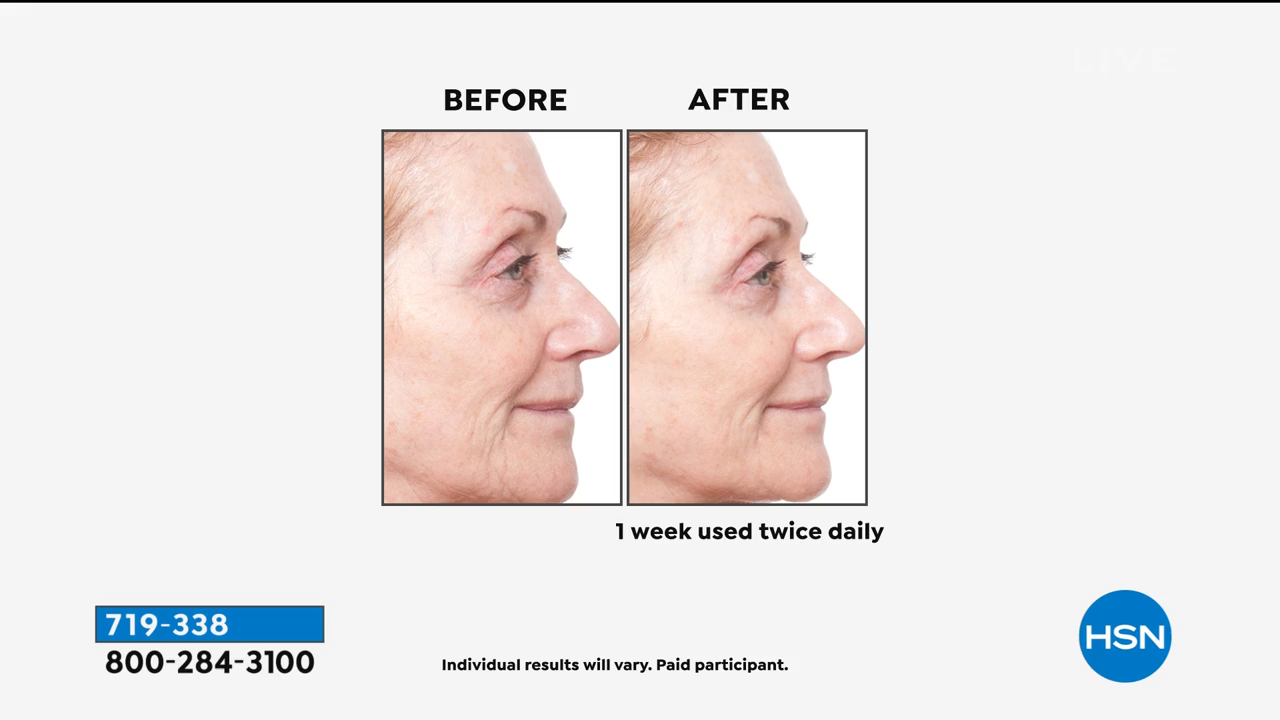 LIVE
BEFORE AFTER
1 week used twice daily
719-338
800-284-3100
Individual results will vary. Paid participant.
HSN